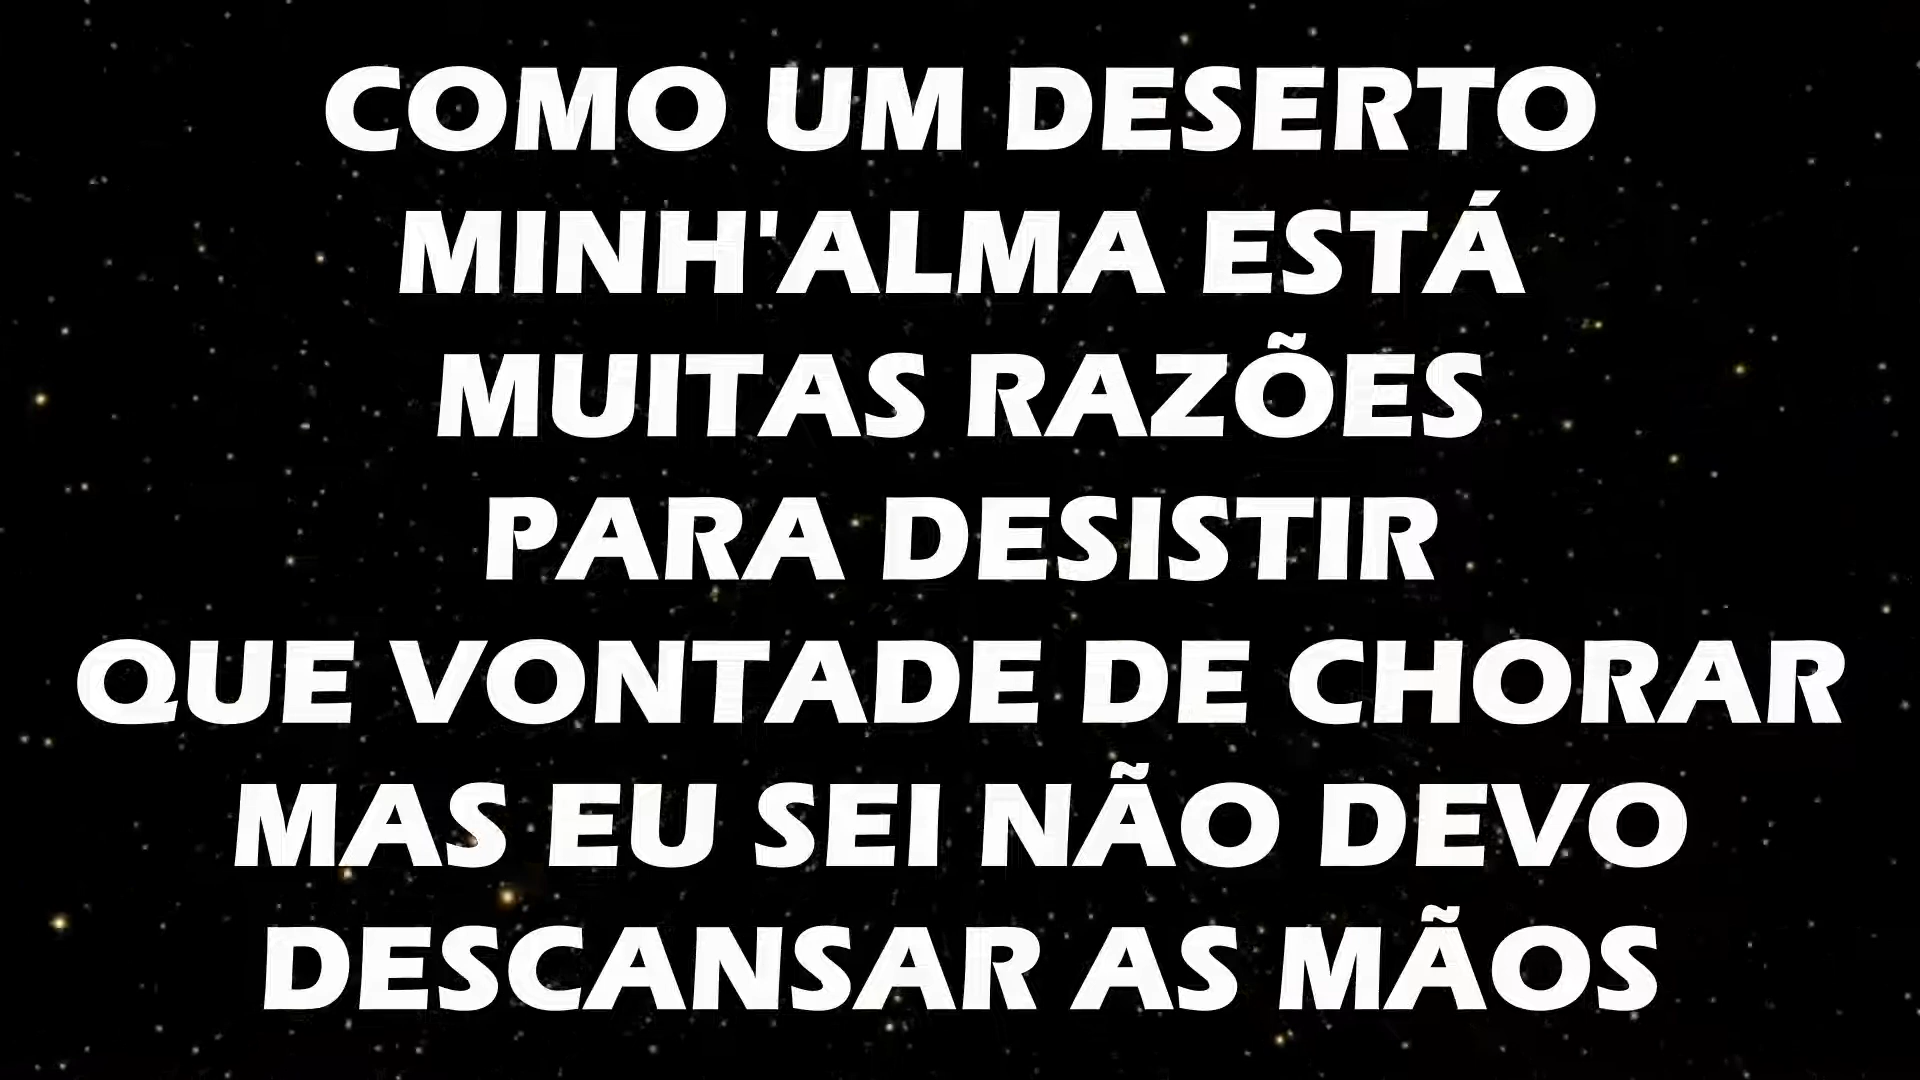 COMO UM DESERTO
MINH'ALMA ESTÁ
MUITAS RAZÕES
PARA DESISTIR
QUE VONTADE DE CHORAR
MAS EU SEI NÃO DEVO
DESCANSAR AS MÃOS